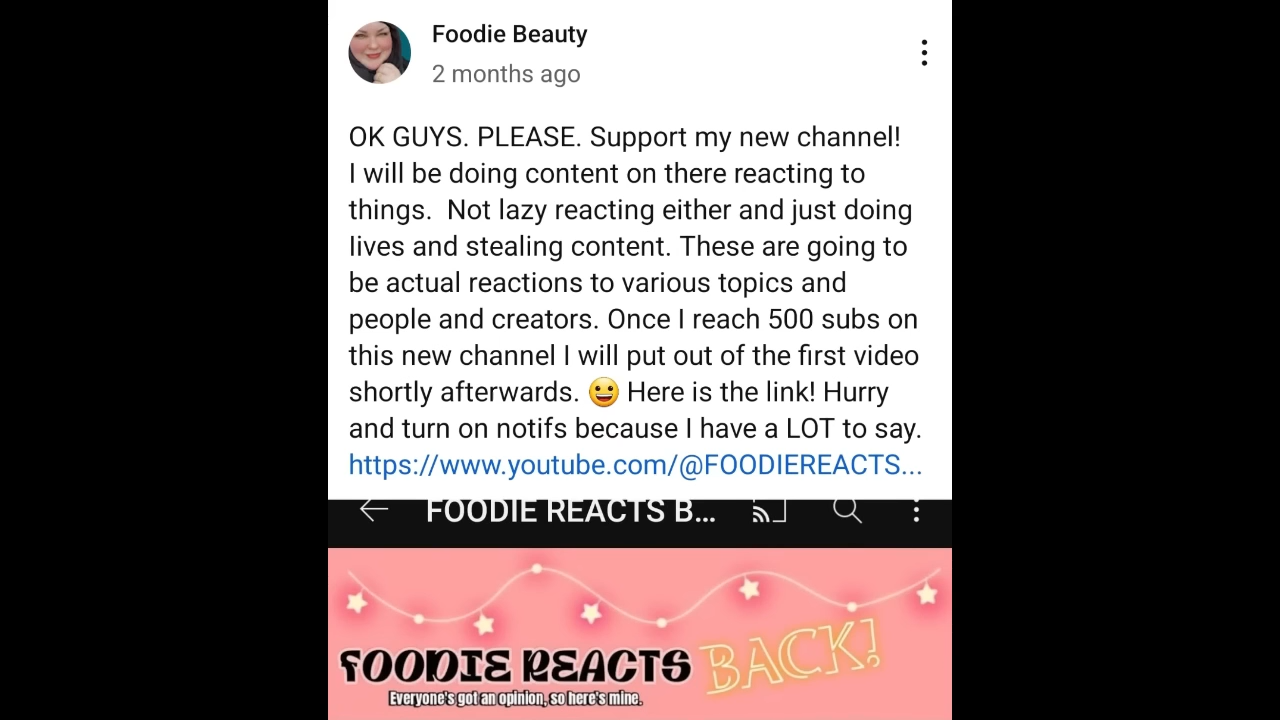 Foodie Beauty
2 months ago
OK GUYS. PLEASE. Support my new channel!
I will be doing content on there reacting to
things.  Not lazy reacting either and just doing
lives and stealing content. These are going to
be actual reactions to various topics and
people and creators. Once I reach 500 subs on
this new channel I will put out of the first video
shortly afterwards. 😀 Here is the link! Hurry
and turn on notifs because I have a LOT to say.
https://www.youtube.com/@FOODIEREACTS...
FOODIE REACTS B...
FOODIE REACTS BACK!
Everyone's got an opinion, so here's mine.